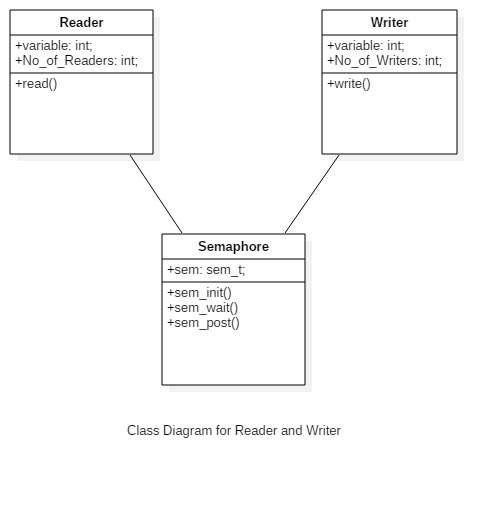 Reader
+variable: int;
+No_of_Readers: int;
+read()
Writer
+variable: int;
+No_of_Writers: int;
+write()
Semaphore
+sem: sem_t;
+sem_init()
+sem_wait()
+sem_post()
Class Diagram for Reader and Writer